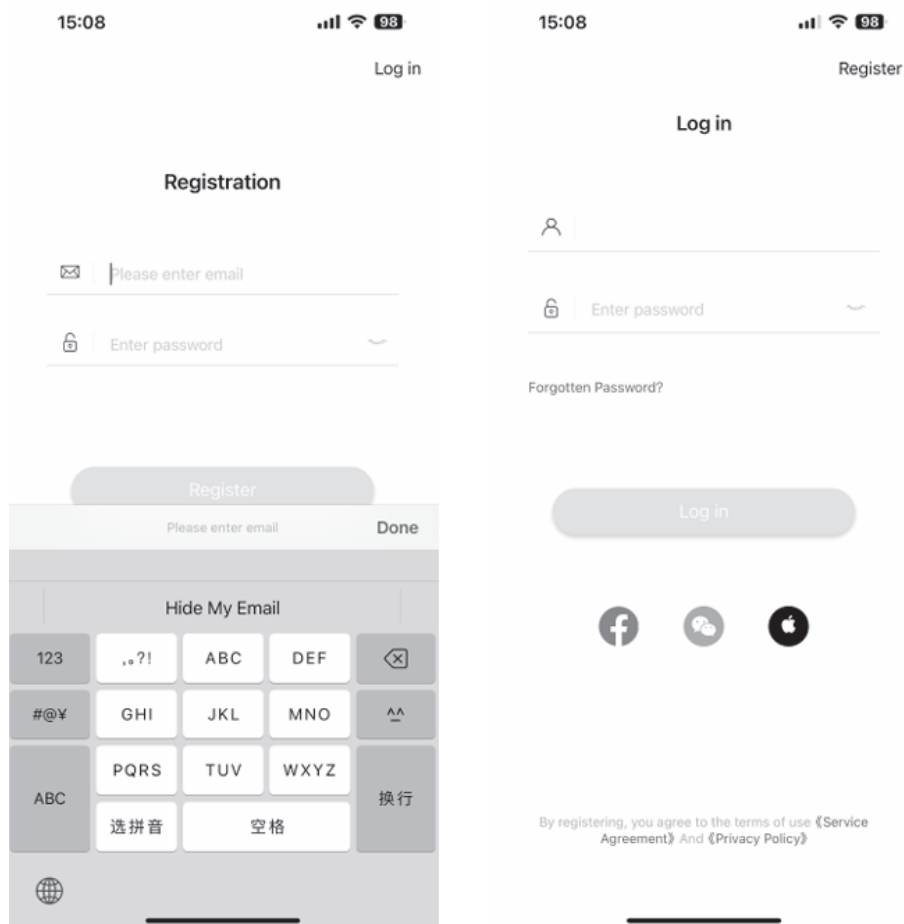 15:08
98
Log in
Registration
Please enter email
Enter password
Register
Please enter email
Done
Hide My Email
123
,。?!
ABC
DEF
#@¥
GHI
JKL
MNO
^^
ABC
PQRS
TUV
WXYZ
换行
选拼音
空格
15:08
98
Register
Log in
Enter password
Forgotten Password?
Log in
By registering, you agree to the terms of use 《Service
Agreement》 And 《Privacy Policy》